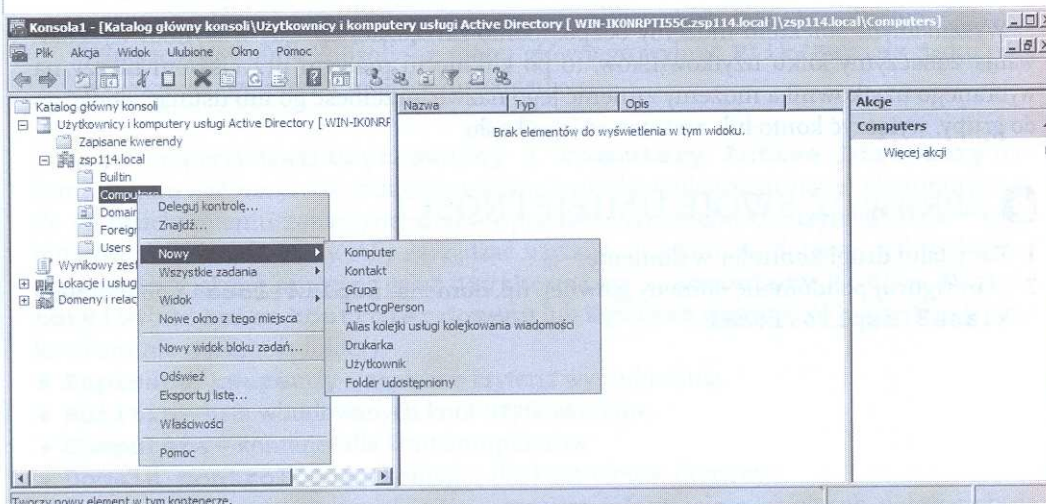 Konsola1 - [Katalog główny konsoli\Użytkownicy i komputery usługi Active Directory [ WIN-IK0NRPTI55C.zsp114.local ]\zsp114.local\Computers]
Plik Akcja Widok Ulubione Okno Pomoc
Katalog główny konsoli
Użytkownicy i komputery usługi Active Directory [ WIN-IK0NRP
Zapisane kwerendy
zsp114.local
Builtin
Computers
Domain
Foreign
Users
Wynikowy zest
Lokacje i usług
Domeny i relac
Deleguj kontrolę...
Znajdź...
Nowy
Wszystkie zadania
Widok
Nowe okno z tego miejsca
Nowy widok bloku zadań...
Odśwież
Eksportuj listę...
Właściwości
Pomoc
Komputer
Kontakt
Grupa
InetOrgPerson
Alias kolejki usługi kolejkowania wiadomości
Drukarka
Użytkownik
Folder udostępniony
Nazwa Typ Opis
Brak elementów do wyświetlenia w tym widoku.
Akcje
Computers
Więcej akcji
Tworzy nowy element w tym kontenerze.